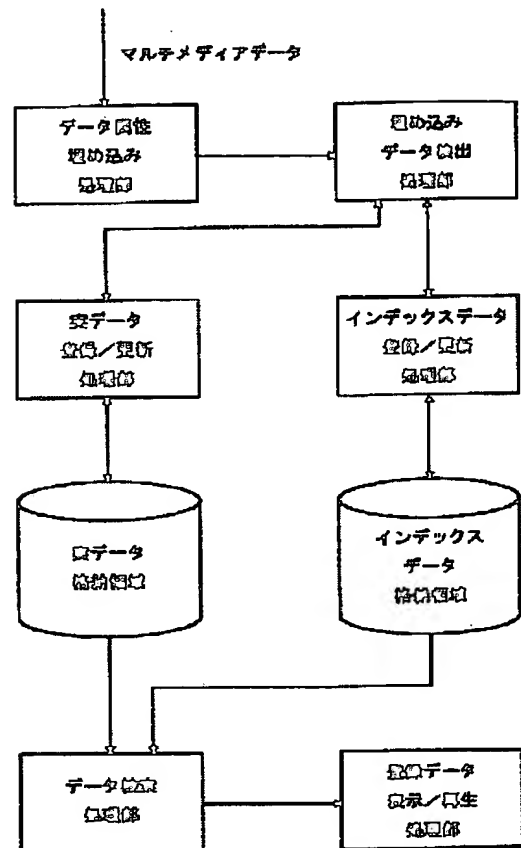 マルチメディアデータ
データ属性
埋め込み
処理部
埋め込み
データ検出
処理部
実データ
登録/更新
処理部
インデックスデータ
登録/更新
処理部
実データ
格納領域
インデックス
データ
格納領域
データ検索
処理部
登録データ
表示/再生
処理部